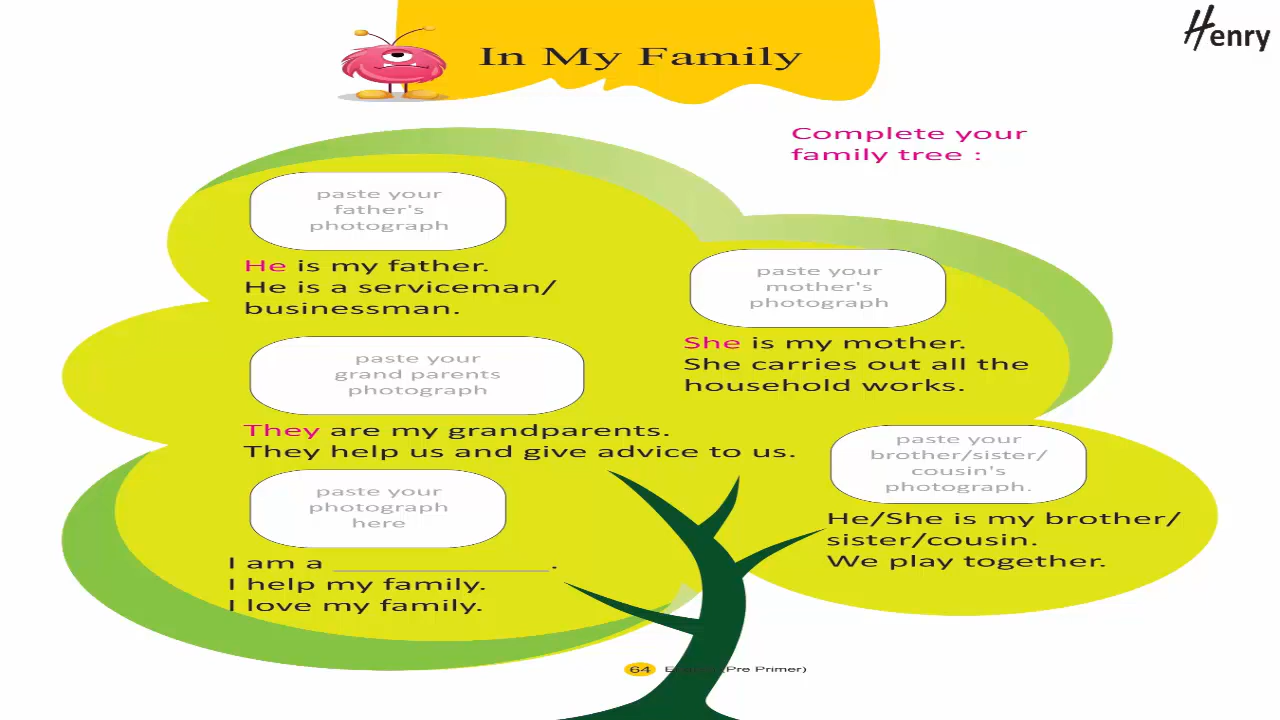 Henry
In My Family
Complete your
family tree :
paste your
father's
photograph
He is my father.
He is a serviceman/
businessman.
paste your
mother's
photograph
She is my mother.
She carries out all the
household works.
paste your
grand parents
photograph
They are my grandparents.
They help us and give advice to us.
paste your
brother/sister/
cousin's
photograph.
He/She is my brother/
sister/cousin.
We play together.
paste your
photograph
here
I am a ____________________.
I help my family.
I love my family.
64 (Pre Primer)